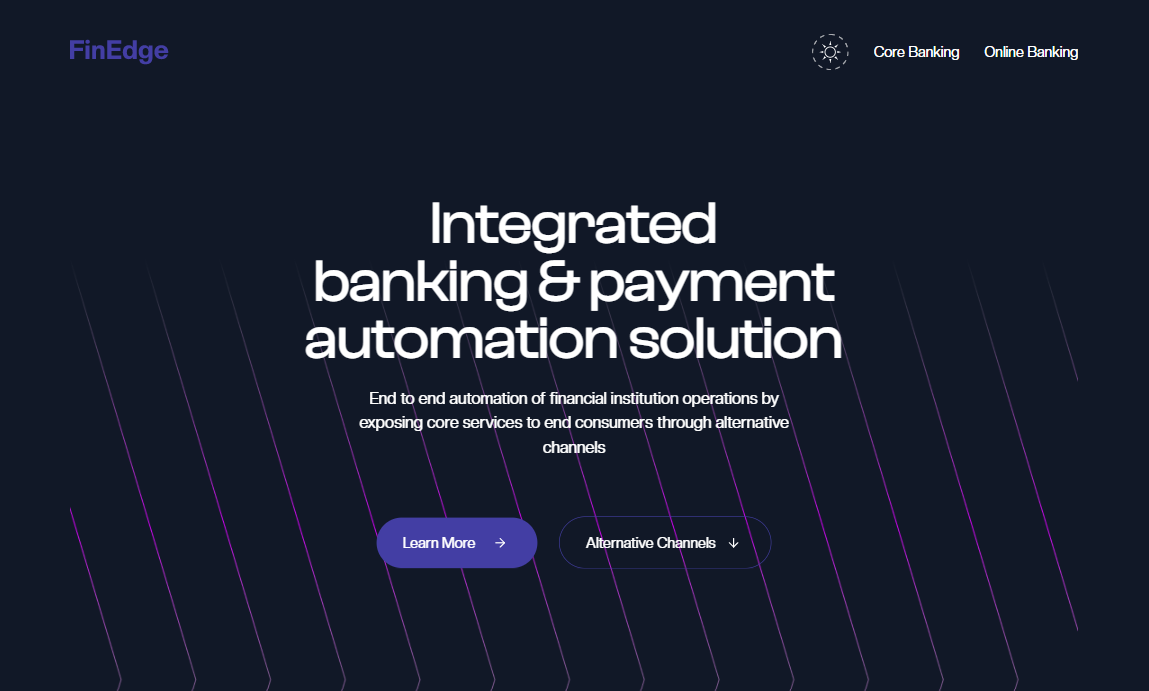 FinEdge
Core Banking
Online Banking
Integrated
banking & payment
automation solution
End to end automation of financial institution operations by
exposing core services to end consumers through alternative
channels
Learn More
Alternative Channels